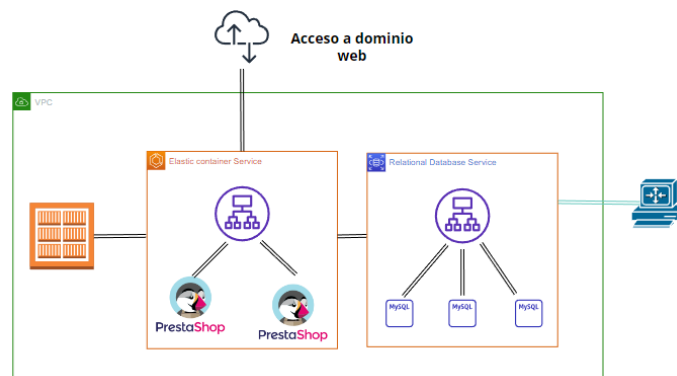 Acceso a dominio
web
VPC
Elastic container Service
Relational Database Service
PrestaShop
PrestaShop
MySQL
MySQL
MySQL